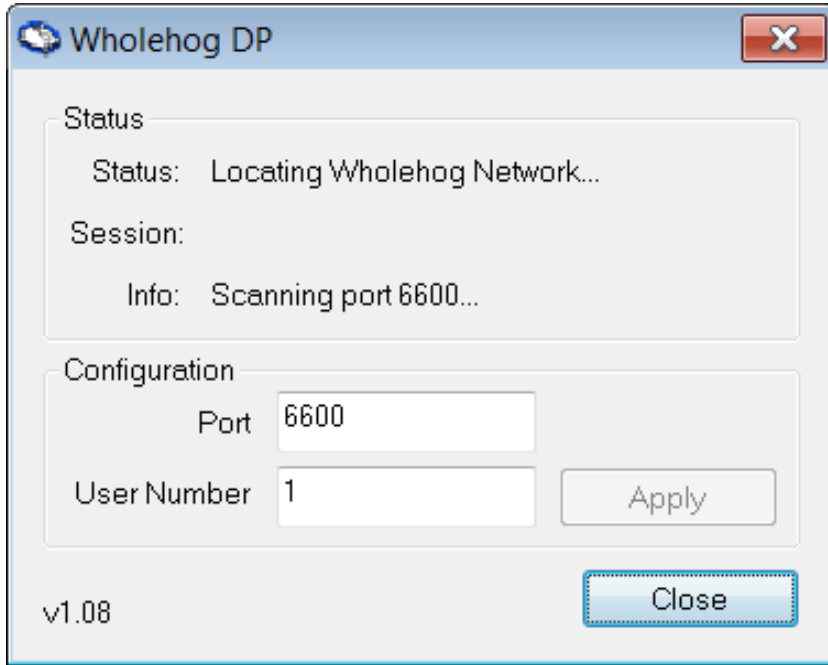 Wholehog DP
Status
Status: Locating Wholehog Network...
Session:
Info: Scanning port 6600...
Configuration
Port 6600
User Number 1 Apply
v1.08 Close